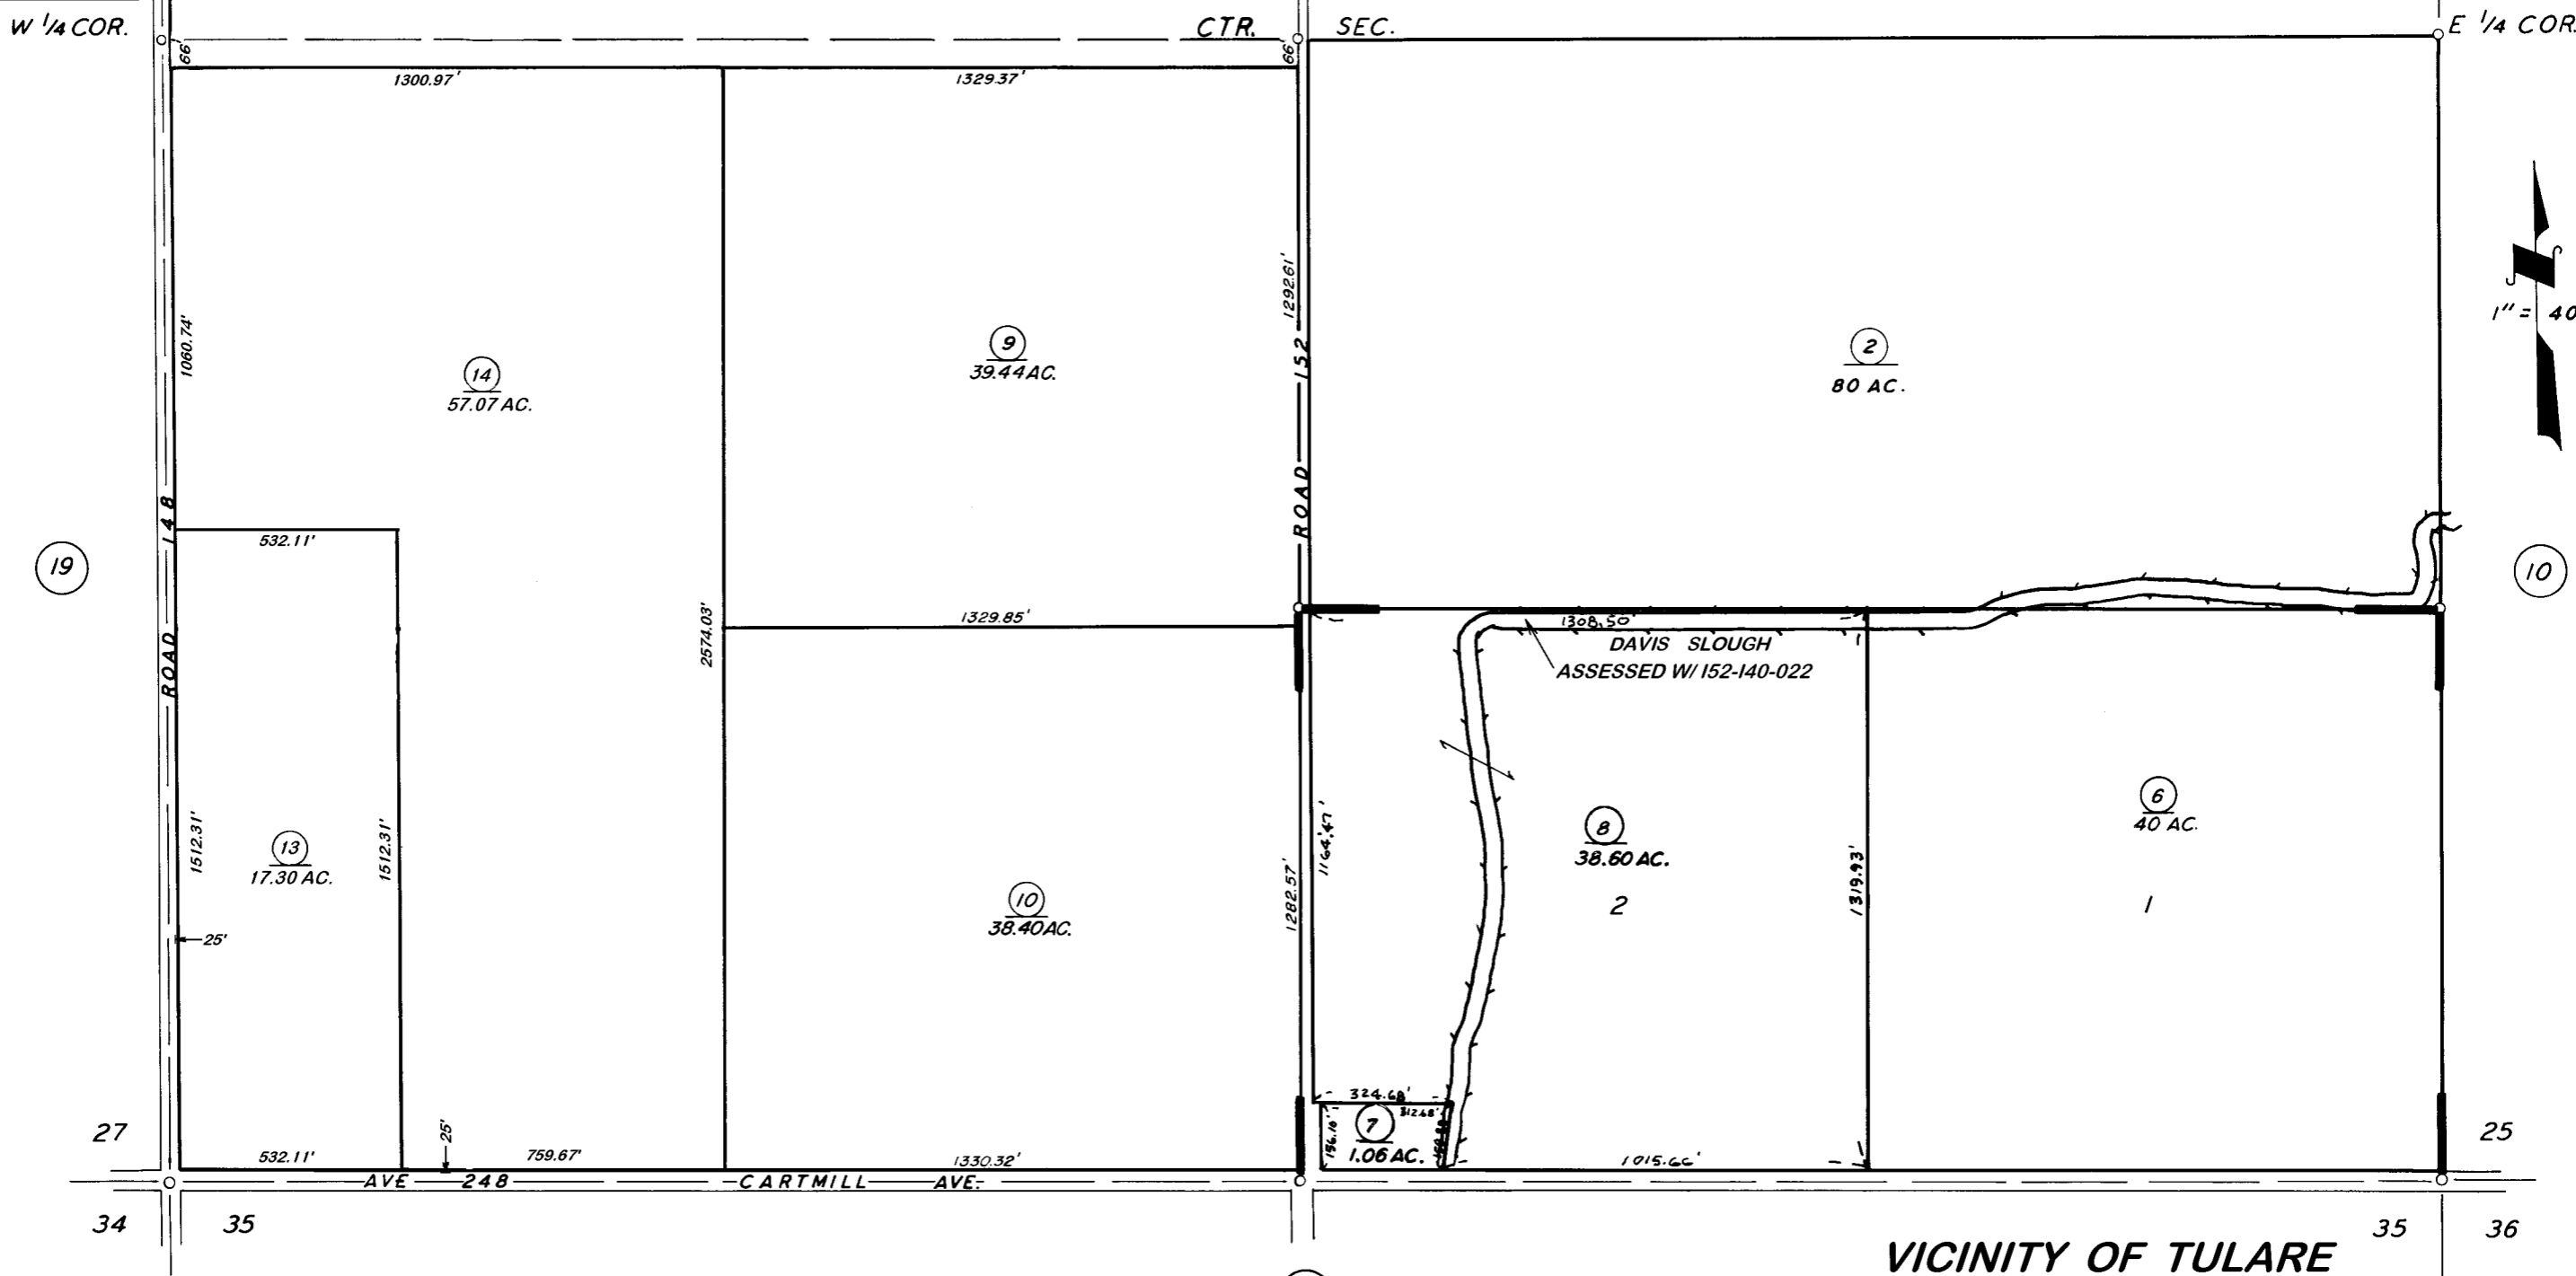 W 1/4 COR.
CTR. SEC.
E 1/4 COR.
66'
66'
1300.97'
1329.37'
1" = 40
1292.61'
1060.74'
ROAD 152
14
57.07 AC.
9
39.44 AC.
2
80 AC.
ROAD 148
532.11'
19
10
2574.03'
1329.85'
1308.50'
DAVIS SLOUGH
ASSESSED W/ 152-140-022
1512.31'
13
17.30 AC.
1512.31'
1164.47'
8
38.60 AC.
2
1319.93'
6
40 AC.
1
10
38.40 AC.
1282.57'
25'
324.68'
312.68'
7
1.06 AC.
156.10'
27
25
532.11'
25'
759.67'
1330.32'
1015.66'
AVE 248 CARTMILL AVE.
34 35
35 36
VICINITY OF TULARE